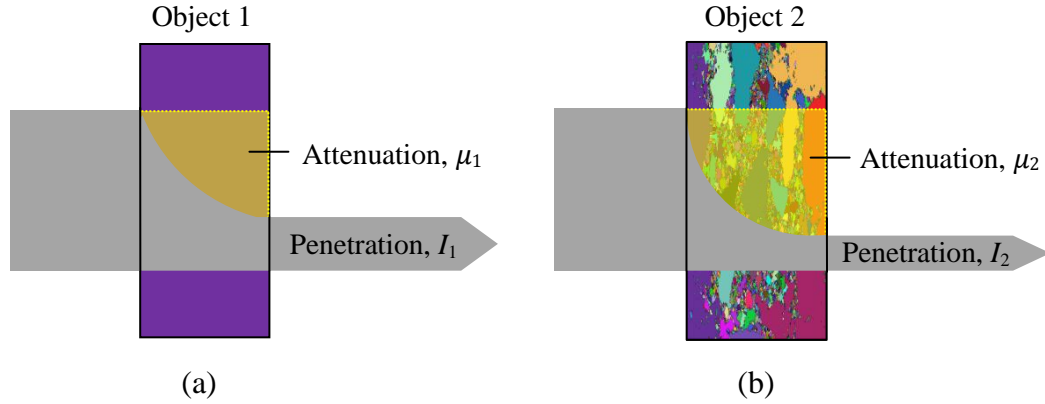 Object 1
Attenuation, μ₁
Penetration, I₁
(a)
Object 2
Attenuation, μ₂
Penetration, I₂
(b)